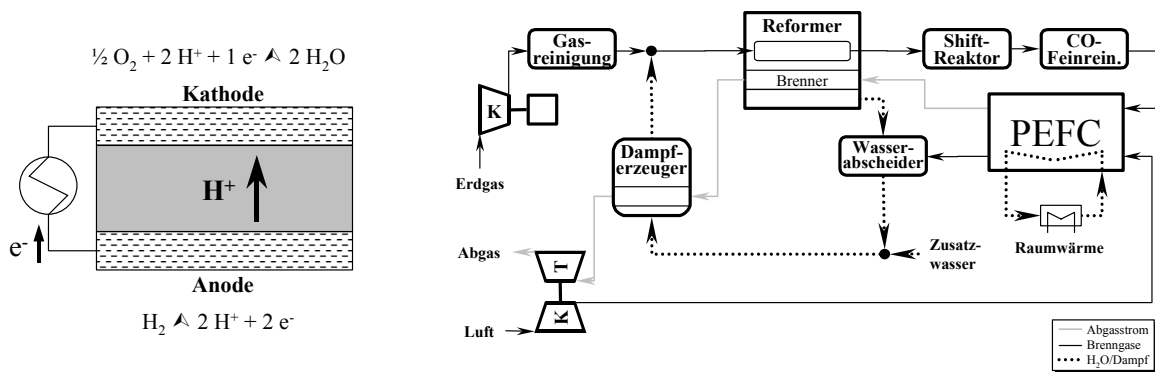 ½ O₂ + 2 H⁺ + 1 e⁻ ⮝ 2 H₂O
Kathode
H⁺
e⁻
Anode
H₂ ⮝ 2 H⁺ + 2 e⁻
Gas-
reinigung
Reformer
Brenner
Shift-
Reaktor
CO-
Feinrein.
K
Erdgas
Dampf-
erzeuger
Wasser-
abscheider
PEFC
Abgas
T
K
Luft
Zusatz-
wasser
Raumwärme
Abgasstrom
Brenngase
H₂O/Dampf